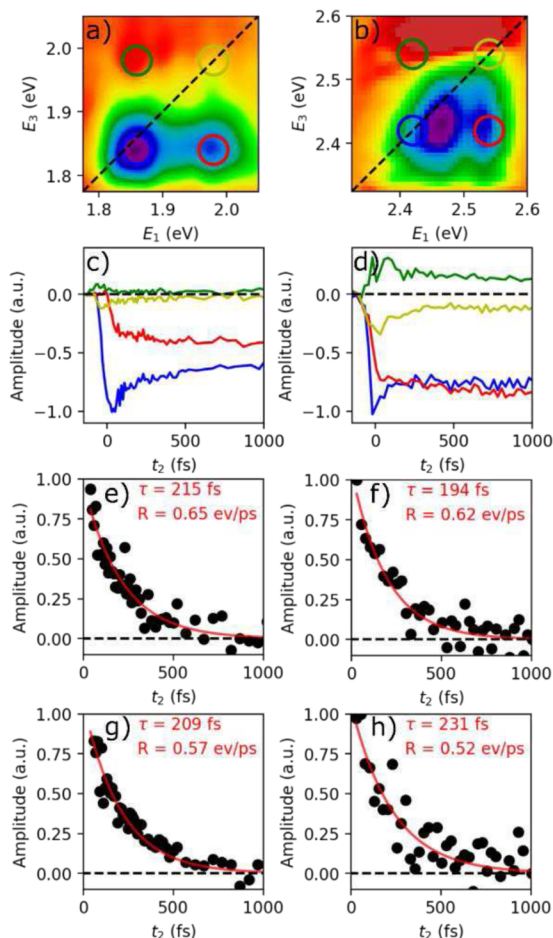 a)
2.0
1.9
1.8
E3 (eV)
1.8
2.0
E1 (eV)
b)
2.6
2.5
2.4
E3 (eV)
2.4
2.5
2.6
E1 (eV)
c)
0.0
−0.5
−1.0
Amplitude (a.u.)
0
500
1000
t2 (fs)
d)
0.0
−0.5
−1.0
Amplitude (a.u.)
0
500
1000
t2 (fs)
e)
τ = 215 fs
R = 0.65 ev/ps
1.00
0.75
0.50
0.25
0.00
Amplitude (a.u.)
0
500
1000
t2 (fs)
f)
τ = 194 fs
R = 0.62 ev/ps
1.00
0.75
0.50
0.25
0.00
Amplitude (a.u.)
0
500
1000
t2 (fs)
g)
τ = 209 fs
R = 0.57 ev/ps
1.00
0.75
0.50
0.25
0.00
Amplitude (a.u.)
0
500
1000
t2 (fs)
h)
τ = 231 fs
R = 0.52 ev/ps
1.00
0.75
0.50
0.25
0.00
Amplitude (a.u.)
0
500
1000
t2 (fs)